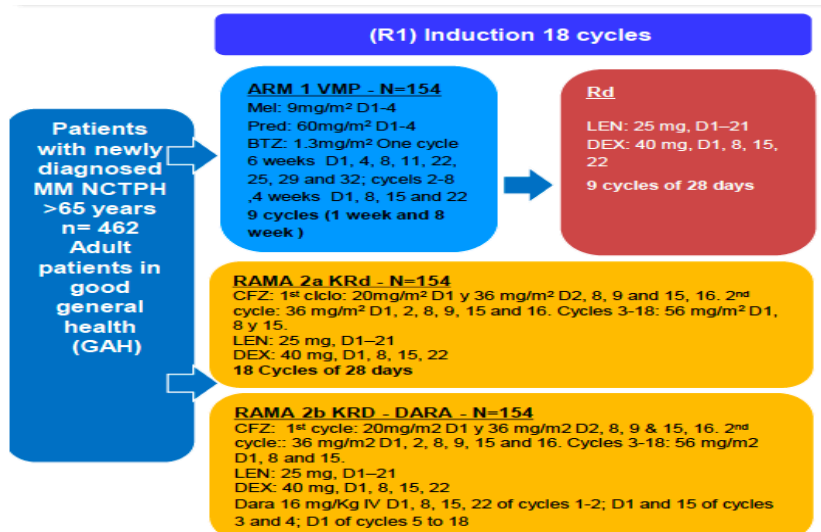 (R1) Induction 18 cycles
Patients
with newly
diagnosed
MM NCTPH
>65 years
n= 462
Adult
patients in
good
general
health
(GAH)
ARM 1 VMP - N=154
Mel: 9mg/m² D1-4
Pred: 60mg/m² D1-4
BTZ: 1.3mg/m² One cycle
6 weeks D1, 4, 8, 11, 22,
25, 29 and 32; cycels 2-8
,4 weeks D1, 8, 15 and 22
9 cycles (1 week and 8
week )
Rd
LEN: 25 mg, D1–21
DEX: 40 mg, D1, 8, 15,
22
9 cycles of 28 days
RAMA 2a KRd - N=154
CFZ: 1st ciclo: 20mg/m² D1 y 36 mg/m² D2, 8, 9 and 15, 16. 2nd
cycle: 36 mg/m² D1, 2, 8, 9, 15 and 16. Cycles 3-18: 56 mg/m² D1,
8 y 15.
LEN: 25 mg, D1–21
DEX: 40 mg, D1, 8, 15, 22
18 Cycles of 28 days
RAMA 2b KRD - DARA - N=154
CFZ: 1st cycle: 20mg/m2 D1 y 36 mg/m2 D2, 8, 9 & 15, 16. 2nd
cycle:: 36 mg/m2 D1, 2, 8, 9, 15 and 16. Cycles 3-18: 56 mg/m2
D1, 8 and 15.
LEN: 25 mg, D1–21
DEX: 40 mg, D1, 8, 15, 22
Dara 16 mg/Kg IV D1, 8, 15, 22 of cycles 1-2; D1 and 15 of cycles
3 and 4; D1 of cycles 5 to 18